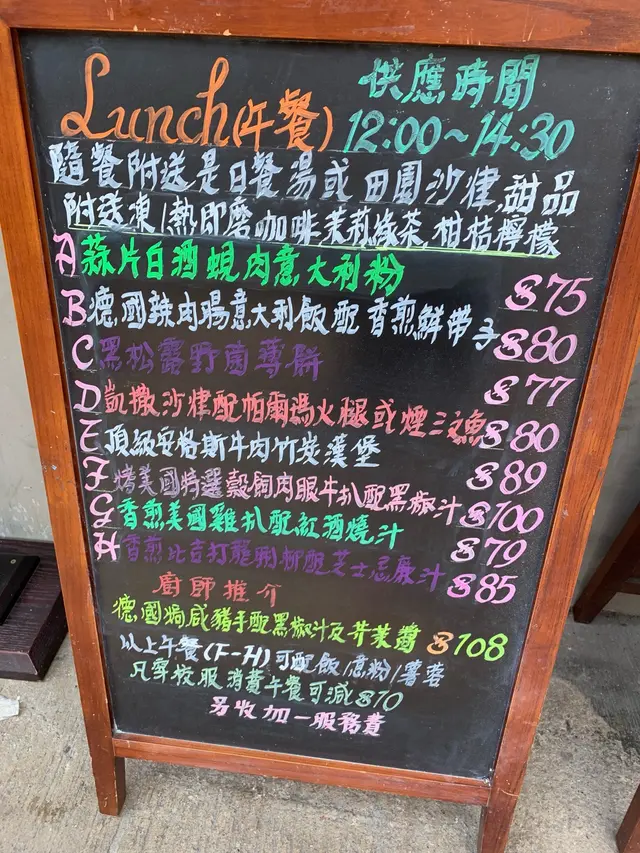 Lunch(午餐) 供應時間 12:00~14:30
隨餐附送是日餐湯或田園沙律,甜品
附送凍/熱即磨咖啡,茉莉綠茶,柑桔檸檬
A 蒜片白酒蜆肉意大利粉 $75
B 德國辣肉腸意大利飯配香煎鮮帶子 $80
C 黑松露野菌薄餅 $77
D 凱撒沙律配帕爾馬火腿或煙三文魚 $80
E 頂級安格斯牛肉竹炭漢堡 $89
F 烤美國特選穀飼肉眼牛扒配黑椒汁 $100
G 香煎美國雞扒配紅酒燒汁 $79
H 香煎比吉打龍脷柳配芝士忌廉汁 $85
廚師推介
德國焗咸豬手配黑椒汁及芥茉醬 $108
以上午餐(F-H)可配飯/意粉/薯蓉
凡穿校服消費午餐可減$10
另收加一服務費